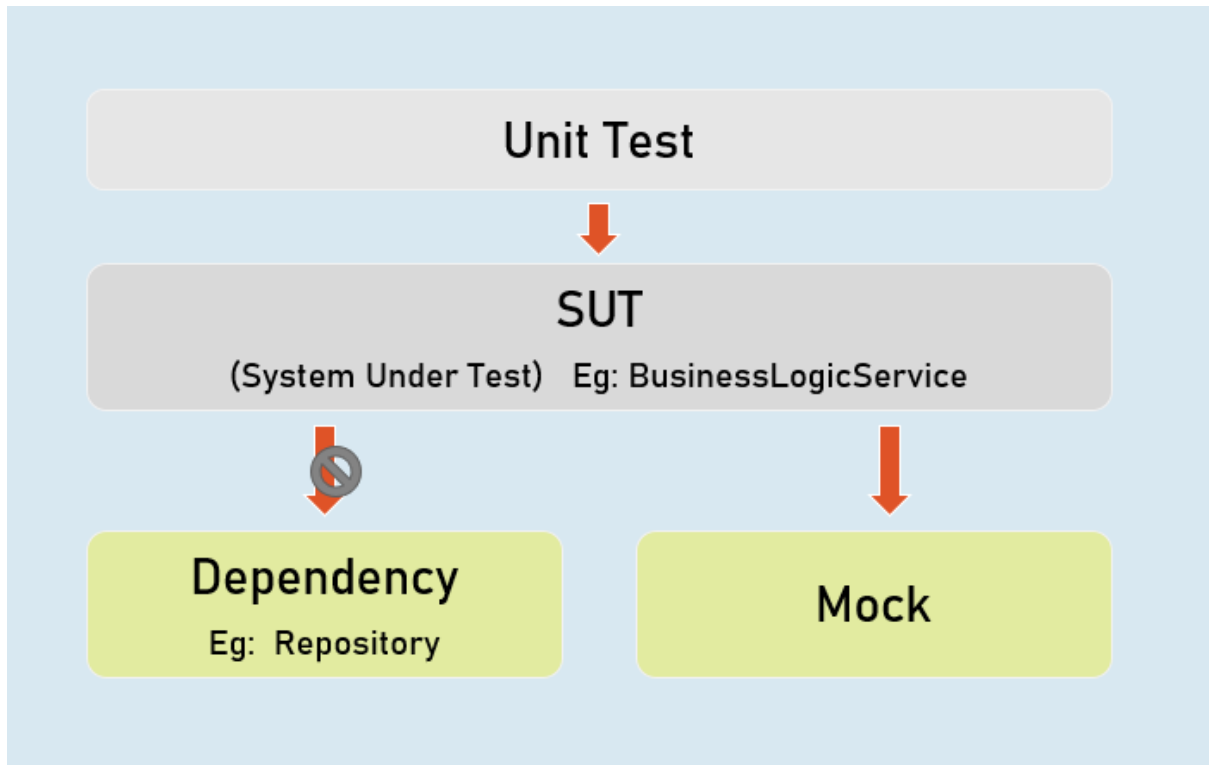 Unit Test
SUT
(System Under Test) Eg: BusinessLogicService
Dependency
Eg: Repository
Mock